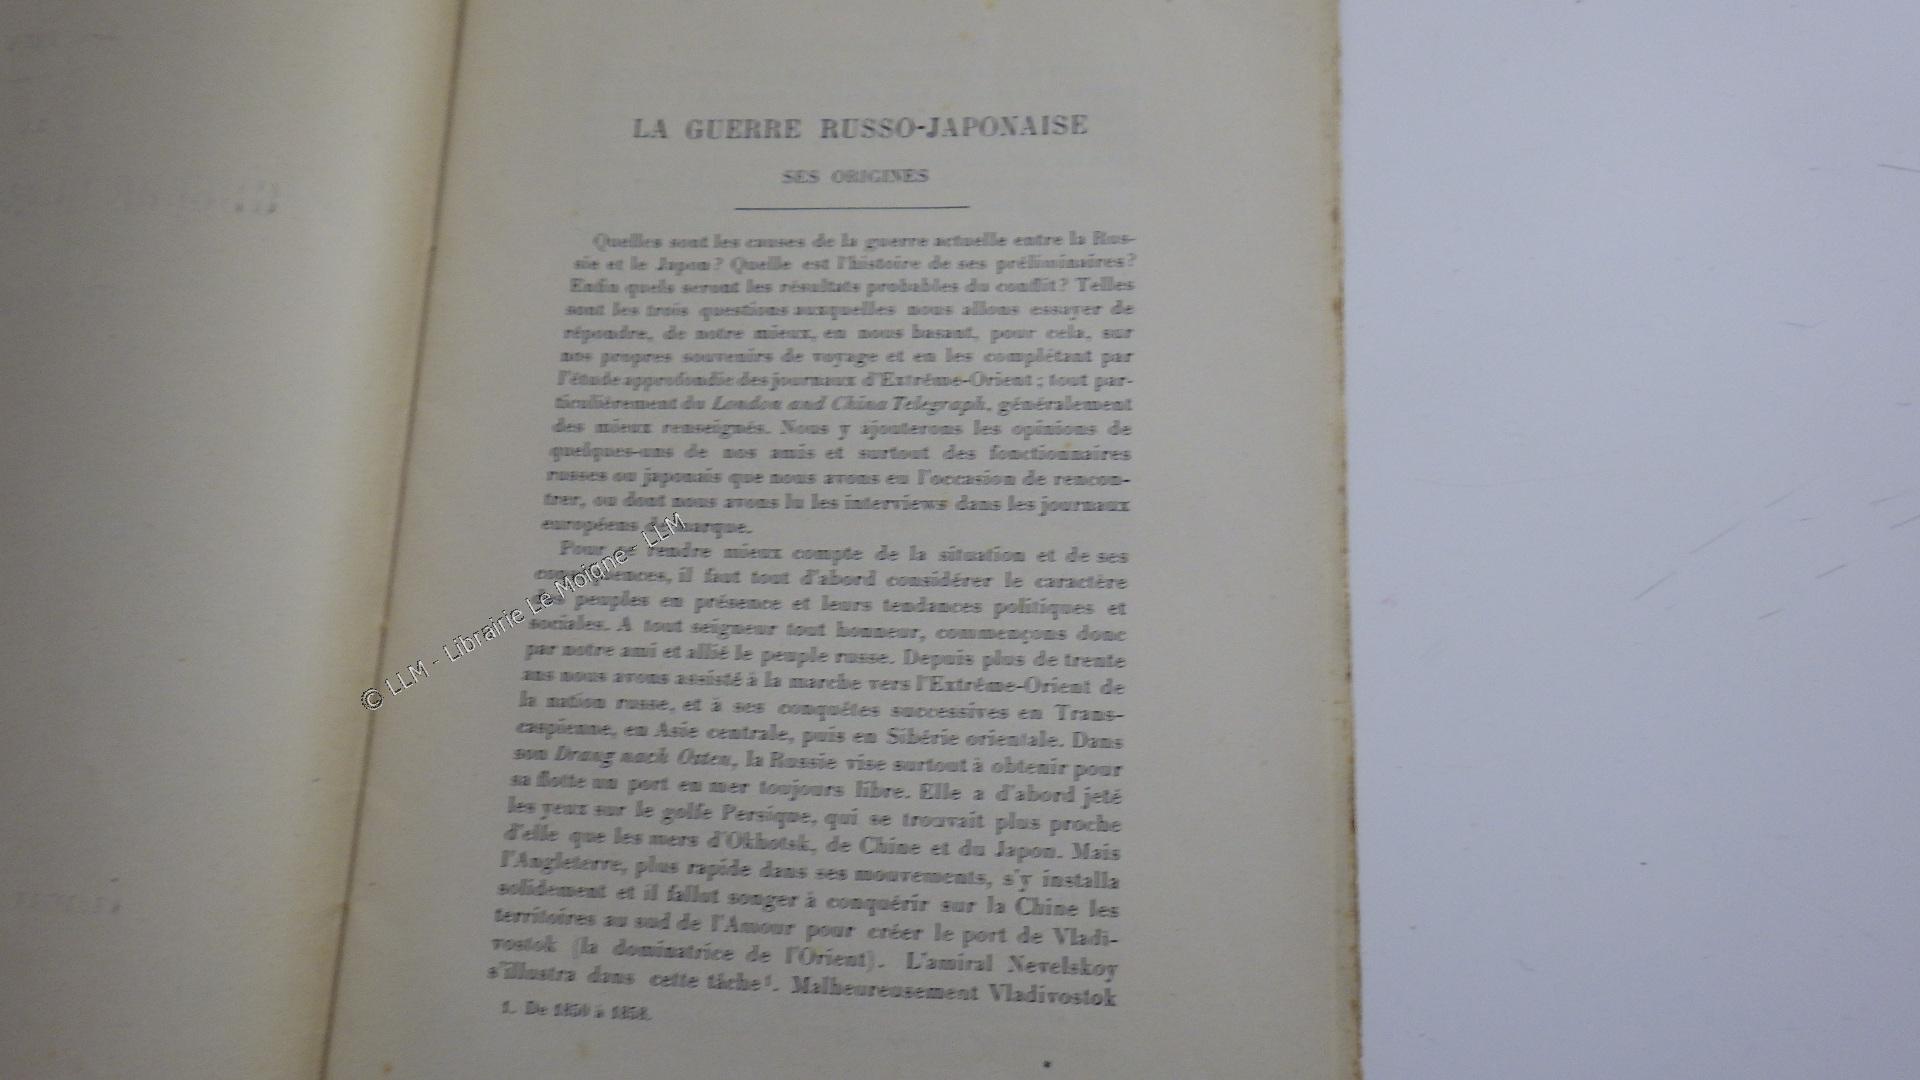 LA GUERRE RUSSO-JAPONAISE
SES ORIGINES
Quelles sont les causes de la guerre actuelle entre la Rus-
sie et le Japon? Quelle est l'histoire de ses préliminaires?
Enfin quels seront les résultats probables du conflit? Telles
sont les trois questions auxquelles nous allons essayer de
répondre, de notre mieux, en nous basant, pour cela, sur
nos propres souvenirs de voyage et en les complétant par
l'étude approfondie des journaux d'Extrême-Orient; tout par-
ticulièrement du London and China Telegraph, généralement
des mieux renseignés. Nous y ajouterons les opinions de
quelques-uns de nos amis et surtout des fonctionnaires
russes ou japonais que nous avons eu l'occasion de rencon-
trer, ou dont nous avons lu les interviews dans les journaux
européens de marque.
Pour se rendre mieux compte de la situation et de ses
conséquences, il faut tout d'abord considérer le caractère
des peuples en présence et leurs tendances politiques et
sociales. A tout seigneur tout honneur, commençons donc
par notre ami et allié le peuple russe. Depuis plus de trente
ans nous avons assisté à la marche vers l'Extrême-Orient de
la nation russe, et à ses conquêtes successives en Trans-
caspienne, en Asie centrale, puis en Sibérie orientale. Dans
son Drang nach Osten, la Russie vise surtout à obtenir pour
sa flotte un port en mer toujours libre. Elle a d'abord jeté
les yeux sur le golfe Persique, qui se trouvait plus proche
d'elle que les mers d'Okhotsk, de Chine et du Japon. Mais
l'Angleterre, plus rapide dans ses mouvements, s'y installa
solidement et il fallut songer à conquérir sur la Chine les
territoires au sud de l'Amour pour créer le port de Vladi-
vostok (la dominatrice de l'Orient). L'amiral Nevelskoy
s'illustra dans cette tâche¹. Malheureusement Vladivostok
1. De 1850 à 1858.
© LLM - Librairie Le Moigne - LLM